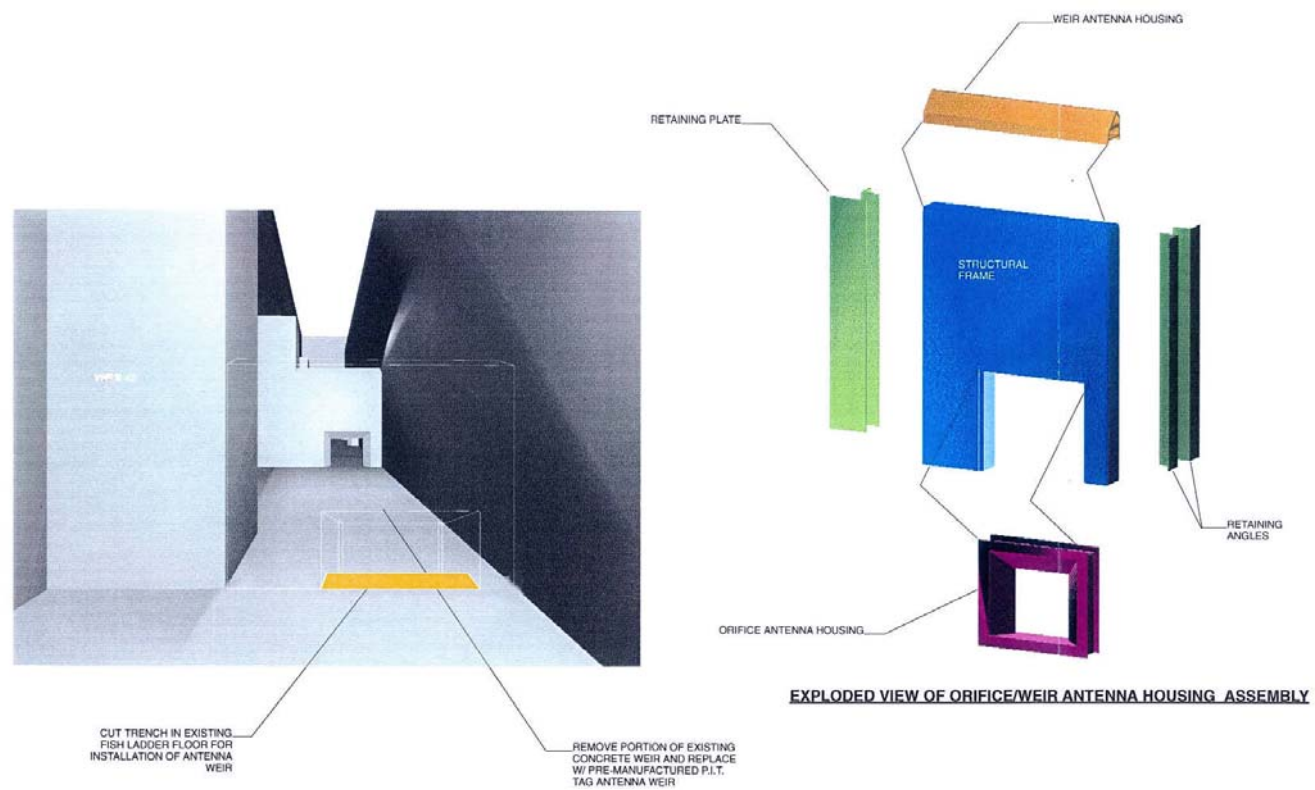 WEIR ANTENNA HOUSING
RETAINING PLATE
STRUCTURAL
FRAME
RETAINING
ANGLES
ORIFICE ANTENNA HOUSING
EXPLODED VIEW OF ORIFICE/WEIR ANTENNA HOUSING ASSEMBLY
CUT TRENCH IN EXISTING
FISH LADDER FLOOR FOR
INSTALLATION OF ANTENNA
WEIR
REMOVE PORTION OF EXISTING
CONCRETE WEIR AND REPLACE
W/ PRE-MANUFACTURED P.I.T.
TAG ANTENNA WEIR